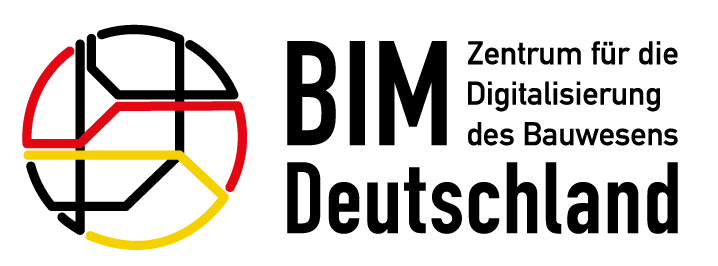 BIM
Zentrum für die
Digitalisierung
des Bauwesens
Deutschland